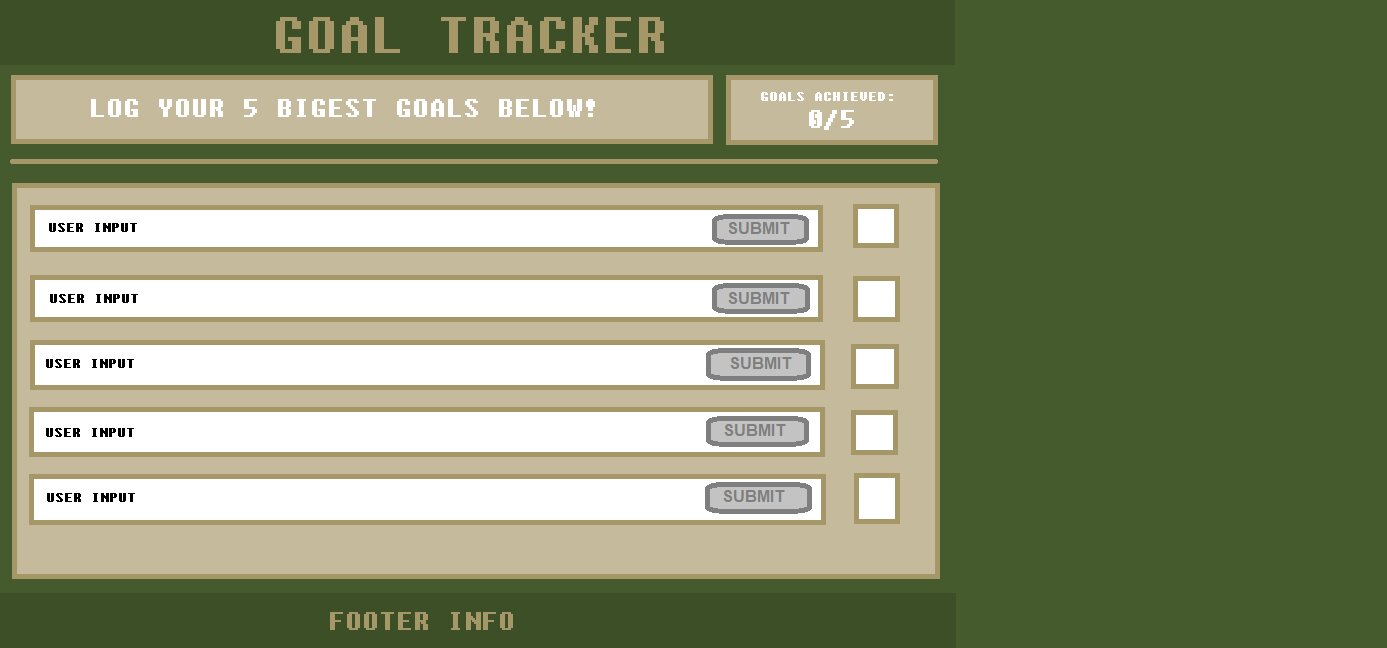 GOAL TRACKER
LOG YOUR 5 BIGEST GOALS BELOW!
GOALS ACHIEVED:
0/5
USER INPUT SUBMIT
USER INPUT SUBMIT
USER INPUT SUBMIT
USER INPUT SUBMIT
USER INPUT SUBMIT
FOOTER INFO